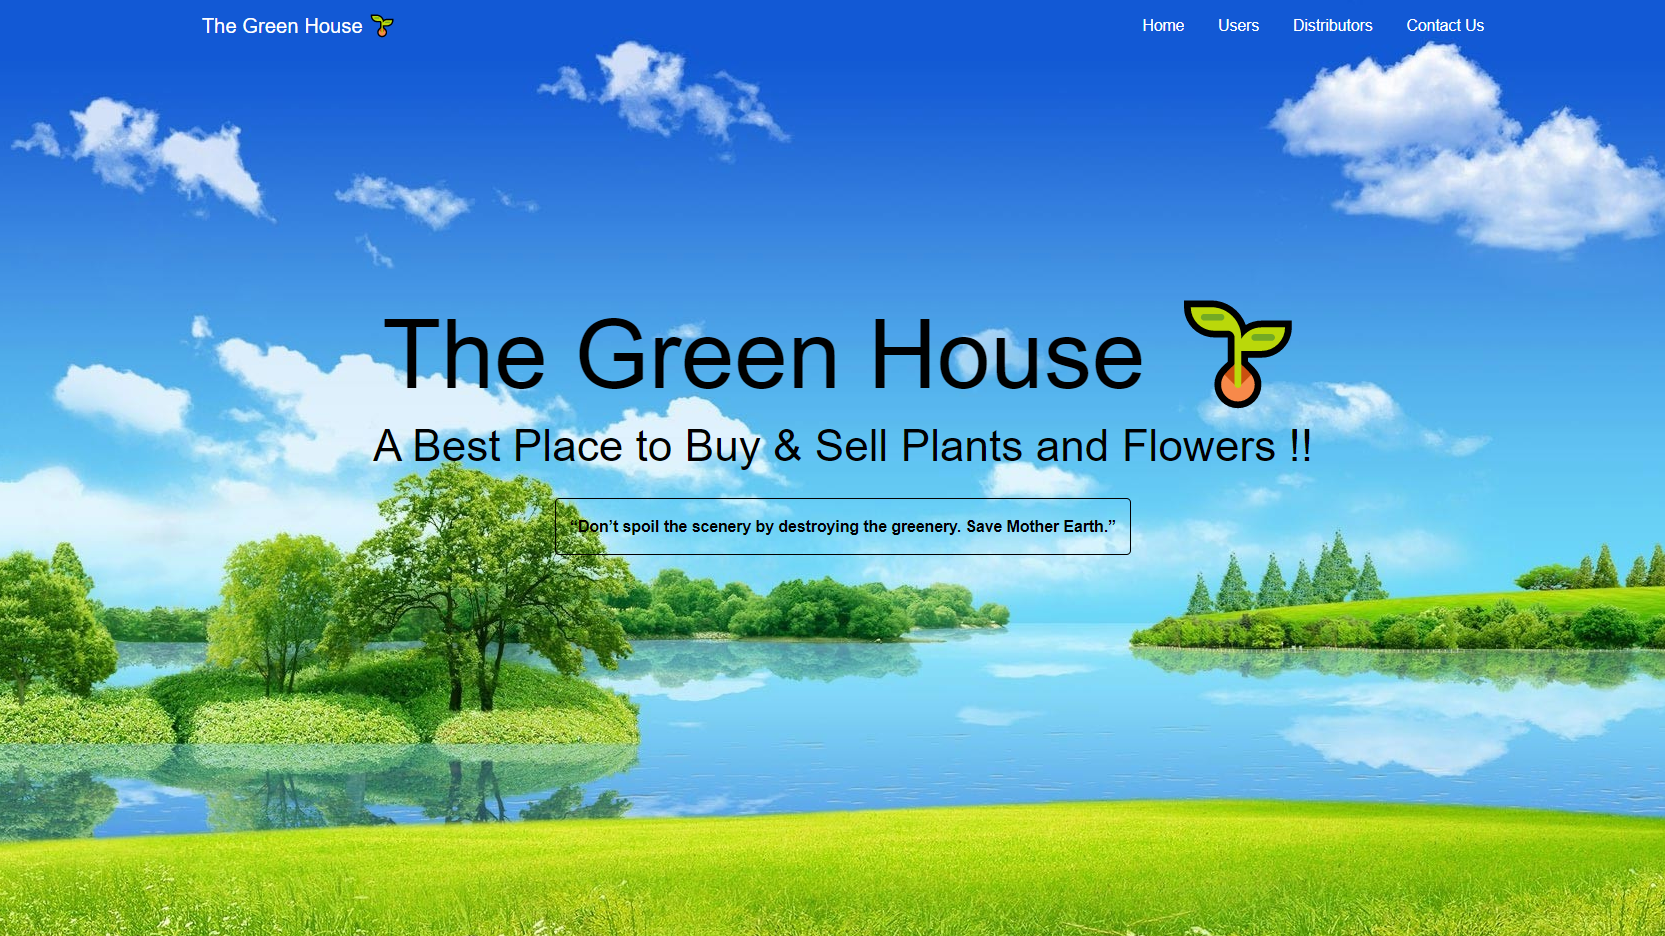 The Green House
Home Users Distributors Contact Us
The Green House
A Best Place to Buy & Sell Plants and Flowers !!
“Don’t spoil the scenery by destroying the greenery. Save Mother Earth.”